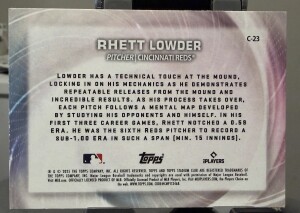 C-23
RHETT LOWDER
PITCHER | CINCINNATI REDS®
LOWDER HAS A TECHNICAL TOUCH AT THE MOUND,
LOCKING IN ON HIS MECHANICS AS HE DEMONSTRATES
REPEATABLE RELEASES FROM THE MOUND AND
INCREDIBLE RESULTS. AS HIS PROCESS TAKES OVER,
EACH PITCH FOLLOWS A MENTAL MAP DEVELOPED
BY STUDYING HIS OPPONENTS AND HIMSELF. IN HIS
FIRST THREE CAREER GAMES, RHETT NOTCHED A 0.59
ERA. HE WAS THE SIXTH REDS PITCHER TO RECORD A
SUB-1.00 ERA IN SUCH A SPAN (MIN. 15 INNINGS).
Topps
PLAYERS